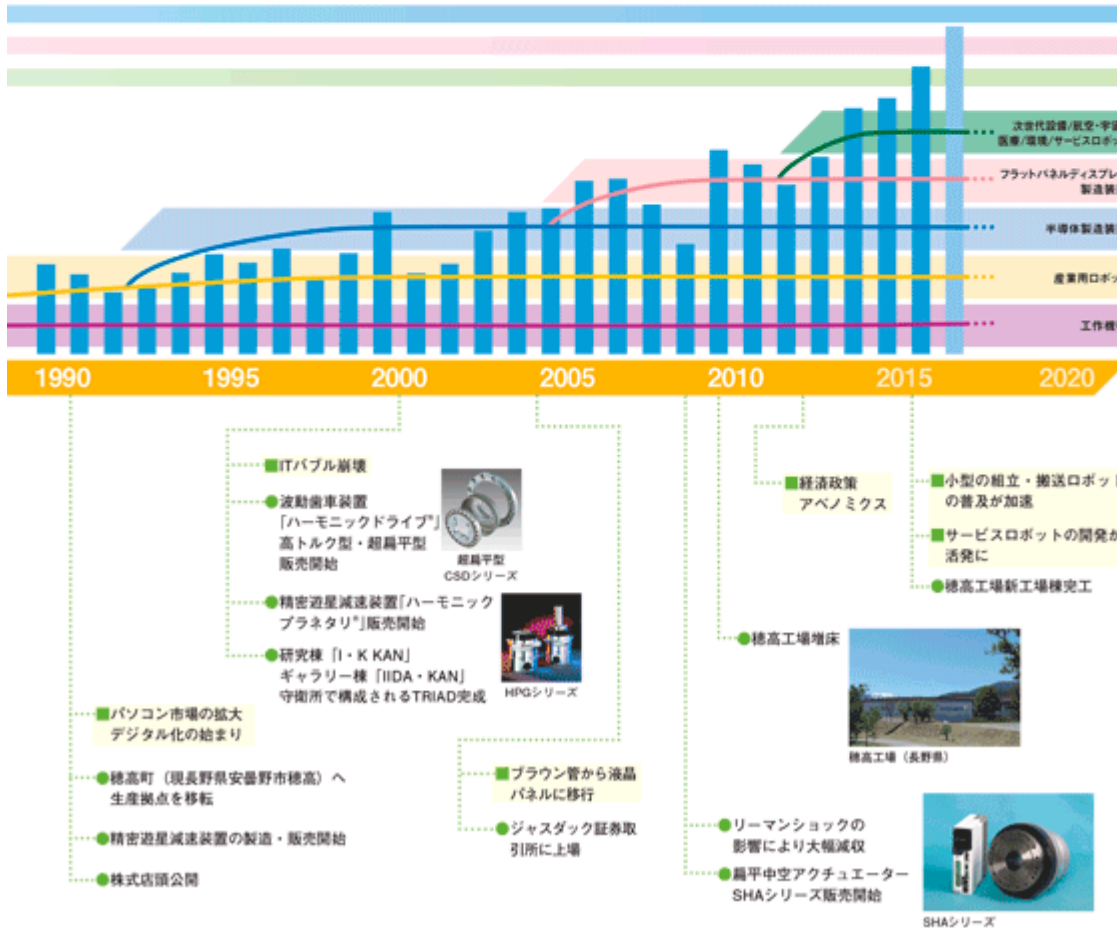 次世代設備/航空・宇宙
医療/環境/サービスロボッ
フラットパネルディスプレ
製造装
半導体製造装
産業用ロボッ
工作機
1990
1995
2000
2005
2010
2015
2020
ITバブル崩壊
波動歯車装置
「ハーモニックドライブ®」
高トルク型・超扁平型
販売開始
超扁平型
CSDシリーズ
精密遊星減速装置「ハーモニック
プラネタリ®」販売開始
研究棟「I・K KAN」
ギャラリー棟「IIDA・KAN」
守衛所で構成されるTRIAD完成
HPGシリーズ
パソコン市場の拡大
デジタル化の始まり
穂高町（現長野県安曇野市穂高）へ
生産拠点を移転
精密遊星減速装置の製造・販売開始
株式店頭公開
ブラウン管から液晶
パネルに移行
ジャスダック証券取
引所に上場
経済政策
アベノミクス
小型の組立・搬送ロボット
の普及が加速
サービスロボットの開発が
活発に
穂高工場新工場棟完工
穂高工場増床
穂高工場（長野県）
リーマンショックの
影響により大幅減収
扁平中空アクチュエーター
SHAシリーズ販売開始
SHAシリーズ